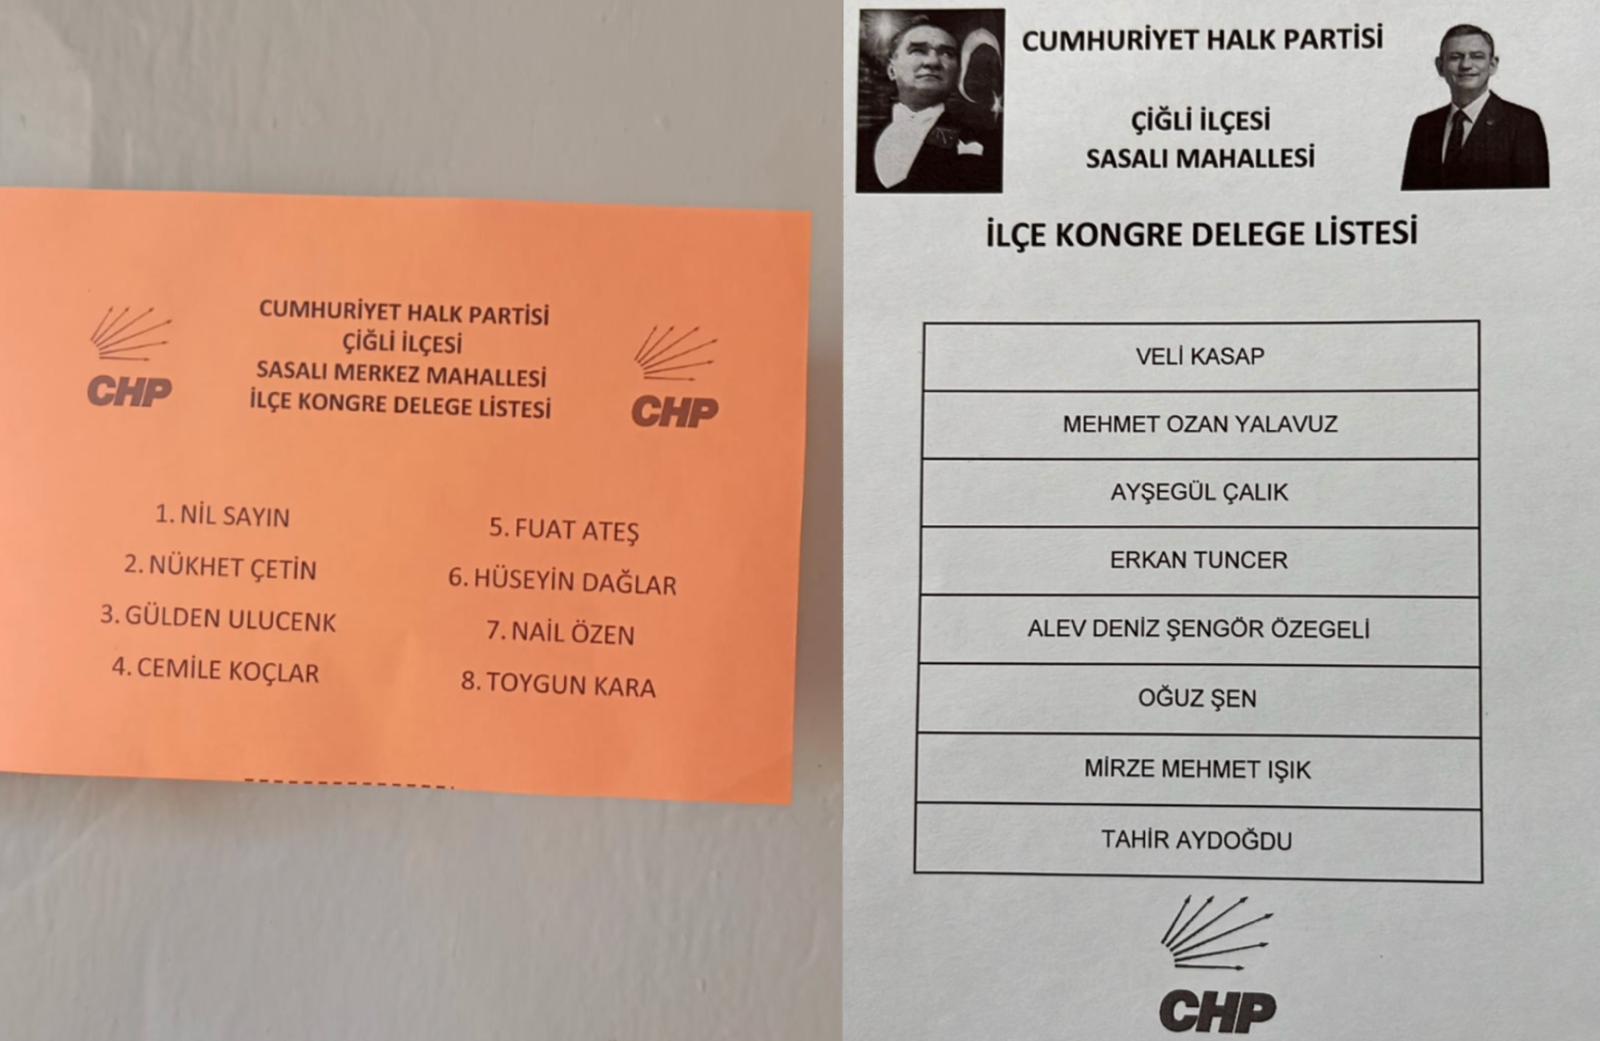 CHP
CUMHURİYET HALK PARTİSİ
ÇİĞLİ İLÇESİ
SASALI MERKEZ MAHALLESİ
İLÇE KONGRE DELEGE LİSTESİ
CHP
1. NİL SAYIN
2. NÜKHET ÇETİN
3. GÜLDEN ULUCENK
4. CEMİLE KOÇLAR
5. FUAT ATEŞ
6. HÜSEYİN DAĞLAR
7. NAİL ÖZEN
8. TOYGUN KARA
CUMHURİYET HALK PARTİSİ
ÇİĞLİ İLÇESİ
SASALI MAHALLESİ
İLÇE KONGRE DELEGE LİSTESİ
VELİ KASAP
MEHMET OZAN YALAVUZ
AYŞEGÜL ÇALIK
ERKAN TUNCER
ALEV DENİZ ŞENGÖR ÖZEGELİ
OĞUZ ŞEN
MİRZE MEHMET IŞIK
TAHİR AYDOĞDU
CHP